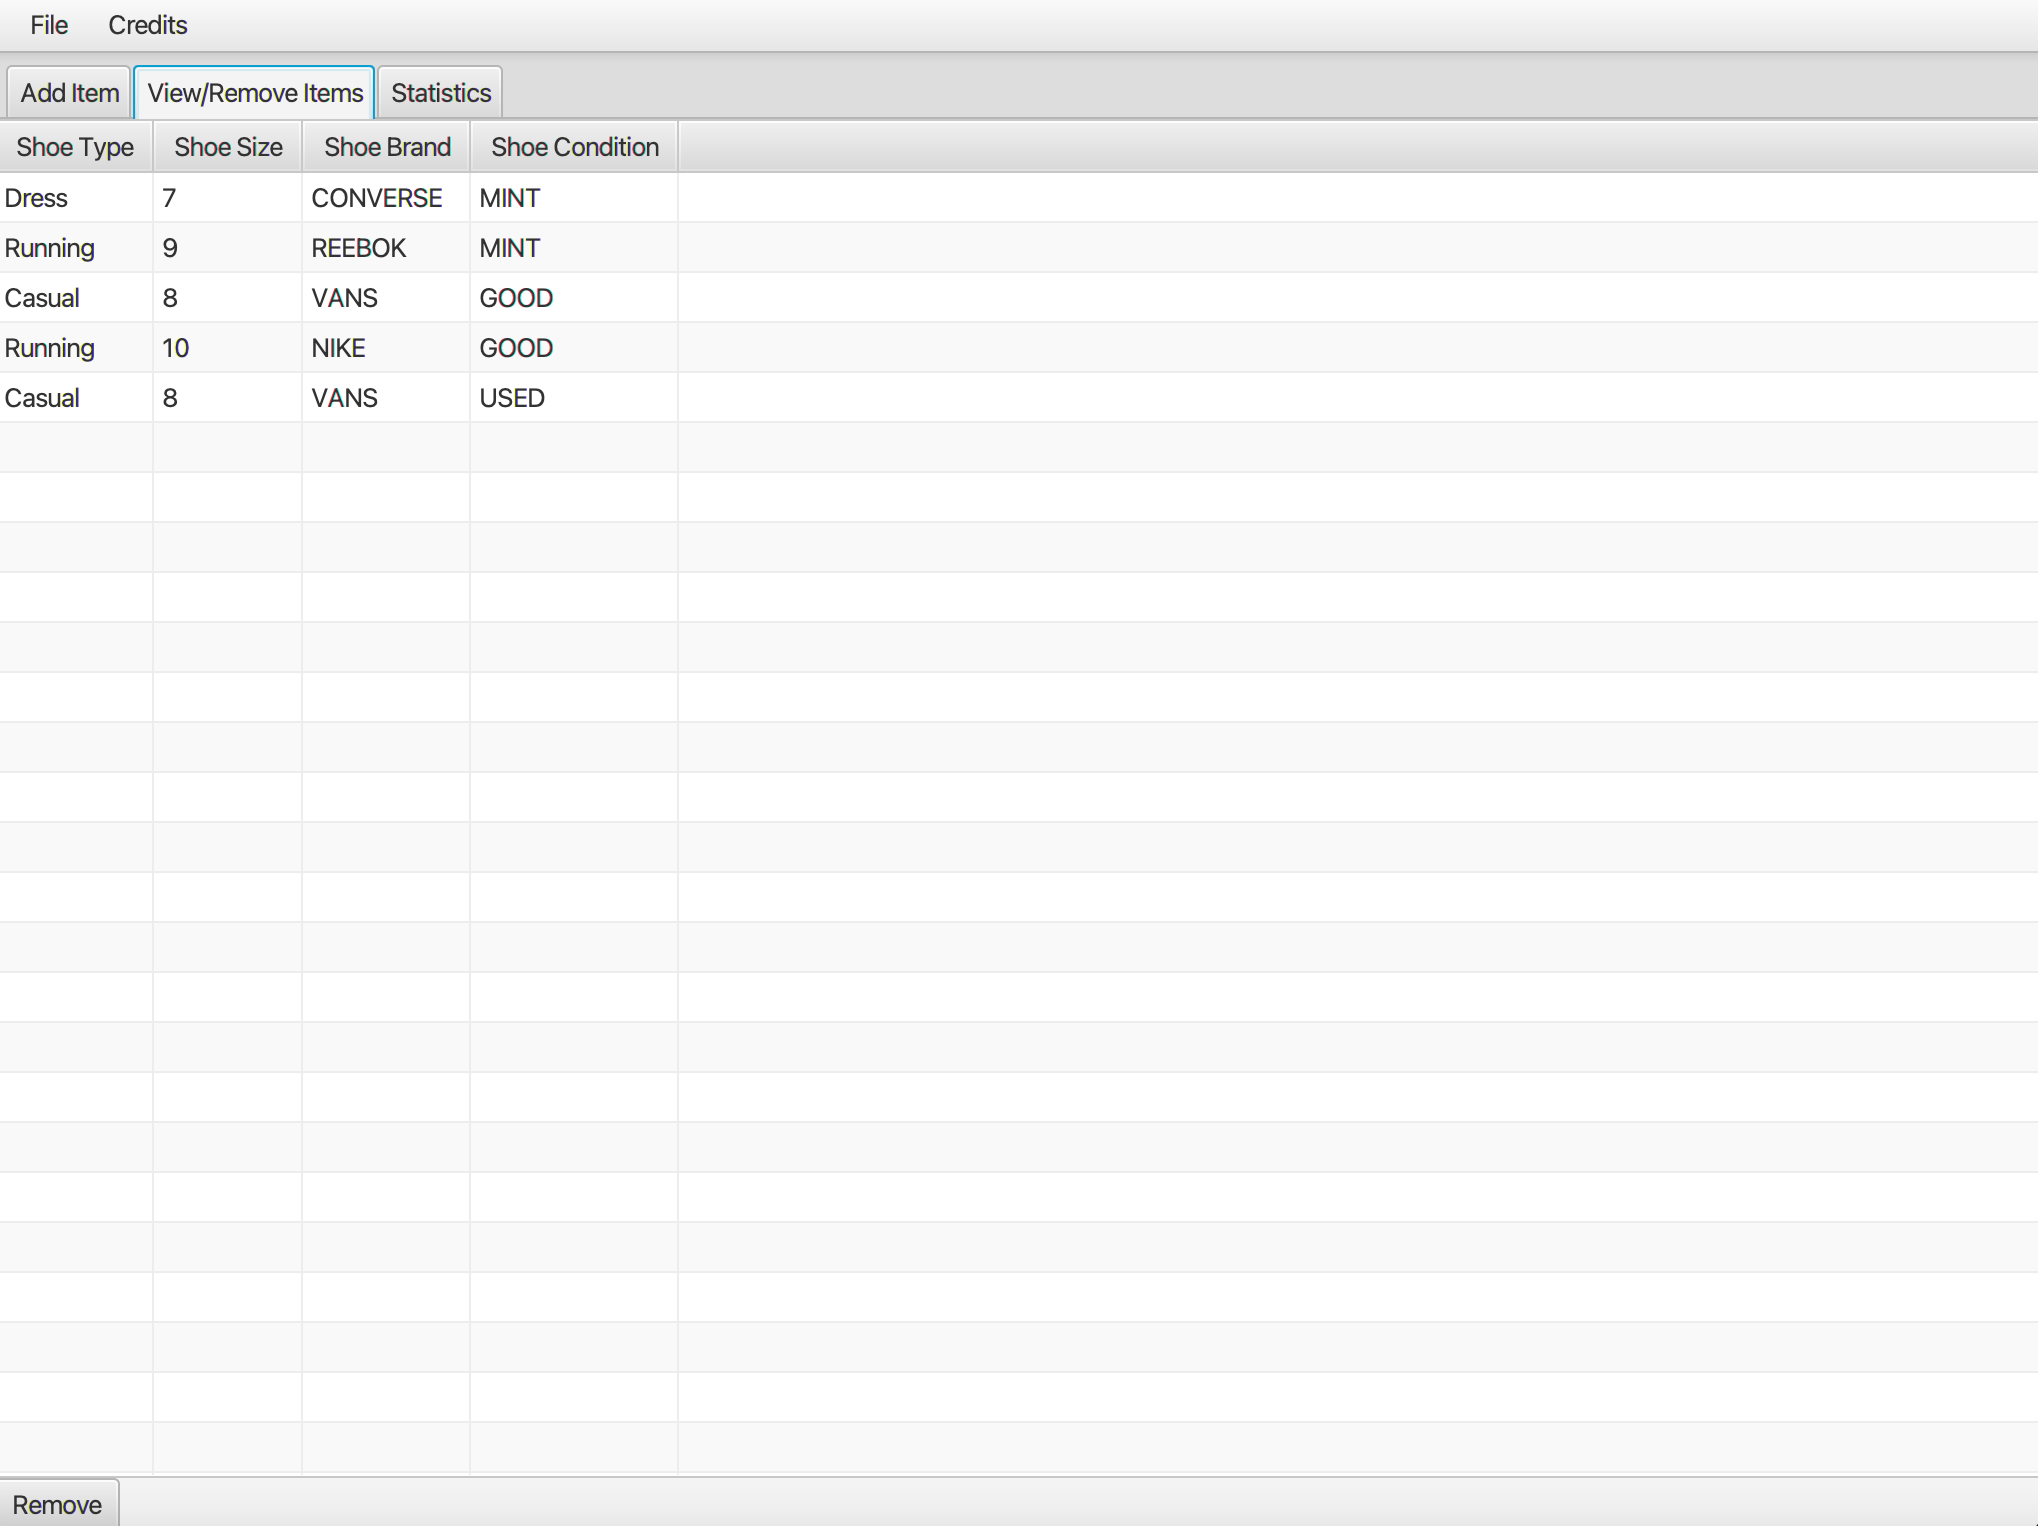 File Credits
Add Item View/Remove Items Statistics
Shoe Type Shoe Size Shoe Brand Shoe Condition
Dress 7 CONVERSE MINT
Running 9 REEBOK MINT
Casual 8 VANS GOOD
Running 10 NIKE GOOD
Casual 8 VANS USED
Remove